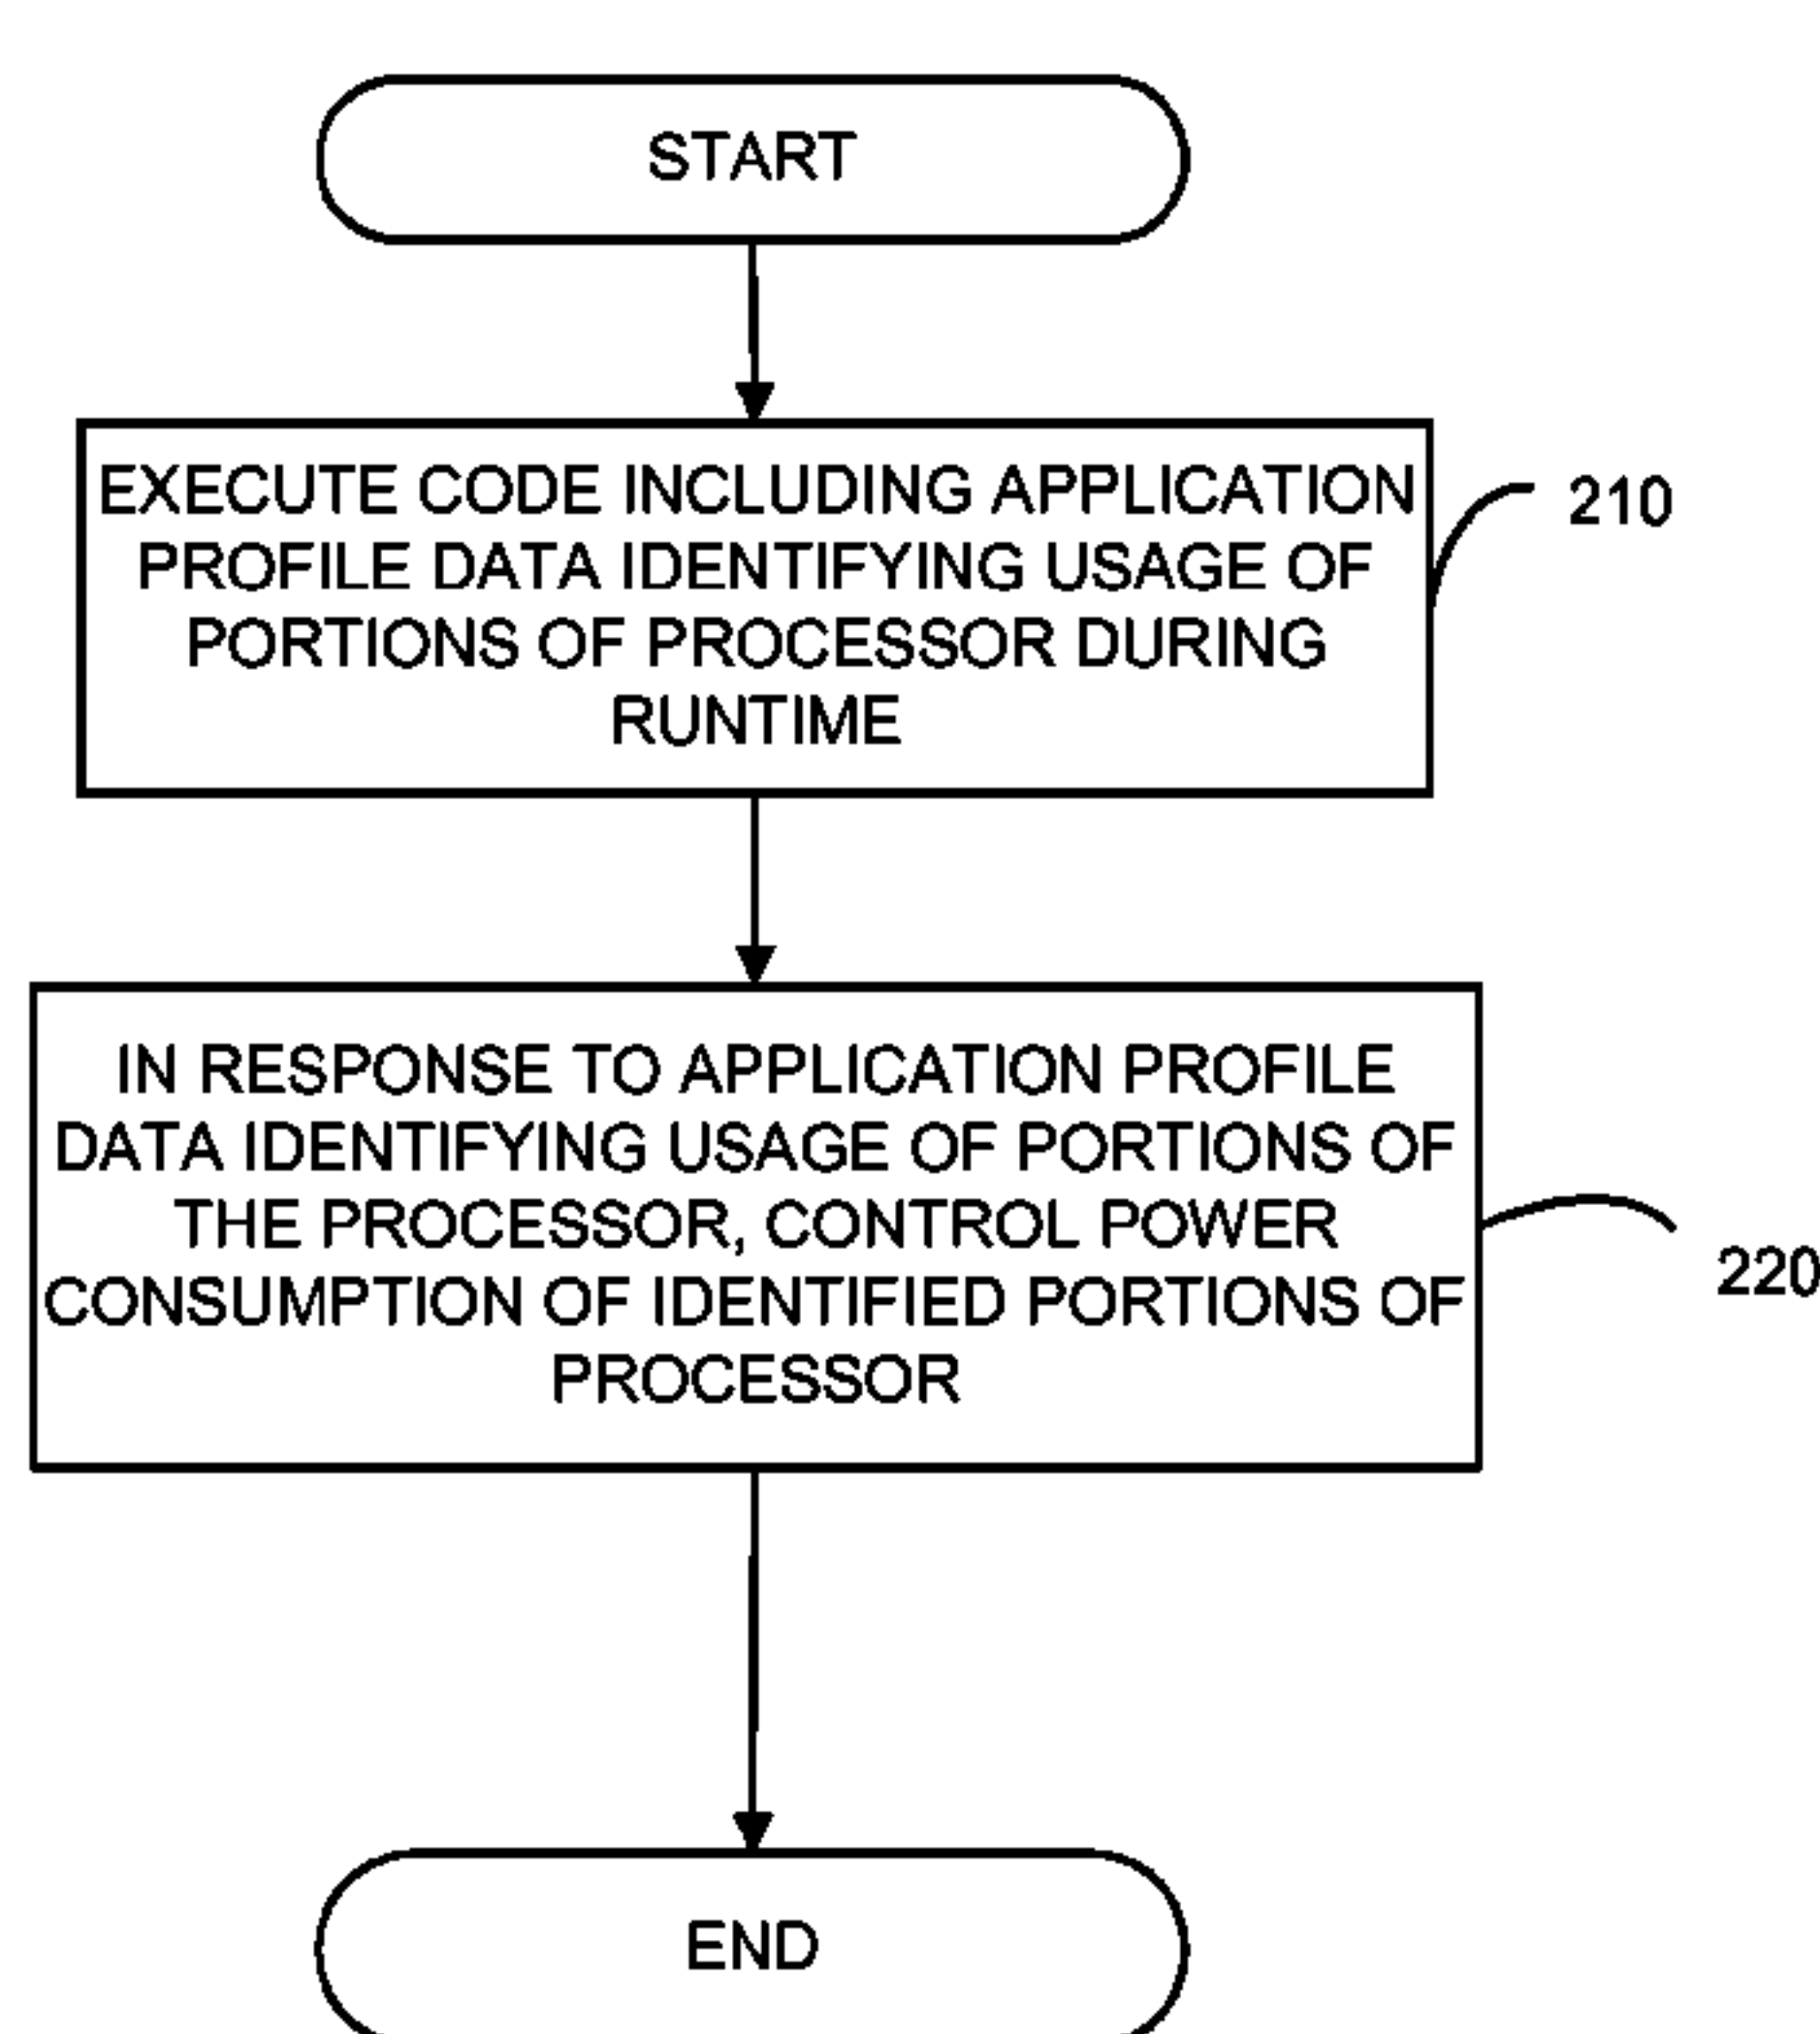 START
EXECUTE CODE INCLUDING APPLICATION
PROFILE DATA IDENTIFYING USAGE OF
PORTIONS OF PROCESSOR DURING
RUNTIME
210
IN RESPONSE TO APPLICATION PROFILE
DATA IDENTIFYING USAGE OF PORTIONS OF
THE PROCESSOR, CONTROL POWER
CONSUMPTION OF IDENTIFIED PORTIONS OF
PROCESSOR
220
END